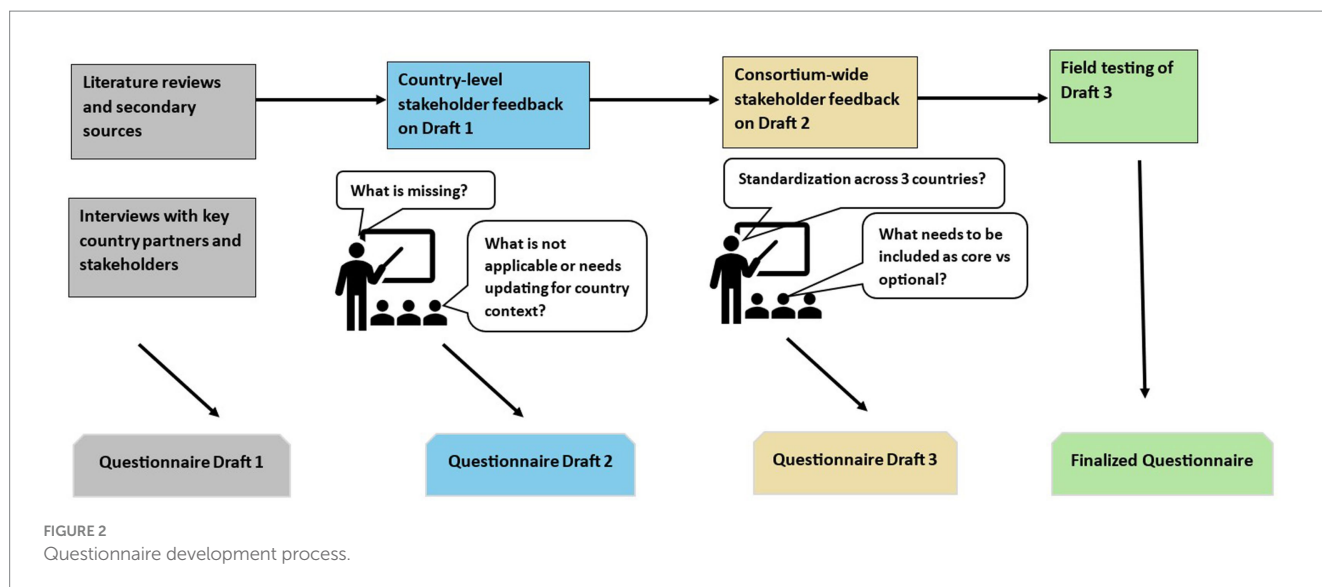 Literature reviews
and secondary
sources
Country-level
stakeholder feedback
on Draft 1
Consortium-wide
stakeholder feedback
on Draft 2
Field testing of
Draft 3
Interviews with key
country partners and
stakeholders
What is missing?
What is not
applicable or needs
updating for country
context?
Standardization across 3 countries?
What needs to be
included as core vs
optional?
Questionnaire Draft 1
Questionnaire Draft 2
Questionnaire Draft 3
Finalized Questionnaire
FIGURE 2
Questionnaire development process.